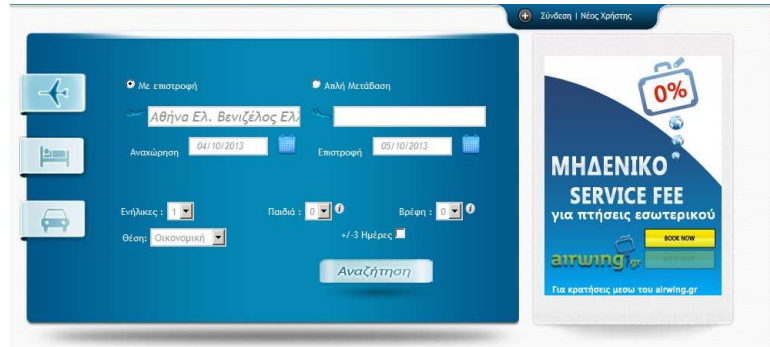 Σύνδεση | Νέος Χρήστης
Με επιστροφή
Απλή Μετάβαση
Αθήνα Ελ. Βενιζέλος Ελλ
Αναχώρηση 04/10/2013
Επιστροφή 05/10/2013
Ενήλικες : 1
Παιδιά : 0
Βρέφη : 0
Θέση: Οικονομική
+/-3 Ημέρες
Αναζήτηση
0%
ΜΗΔΕΝΙΚΟ
SERVICE FEE
για πτήσεις εσωτερικού
BOOK NOW
airwing.gr
Για κρατήσεις μεσω του airwing.gr